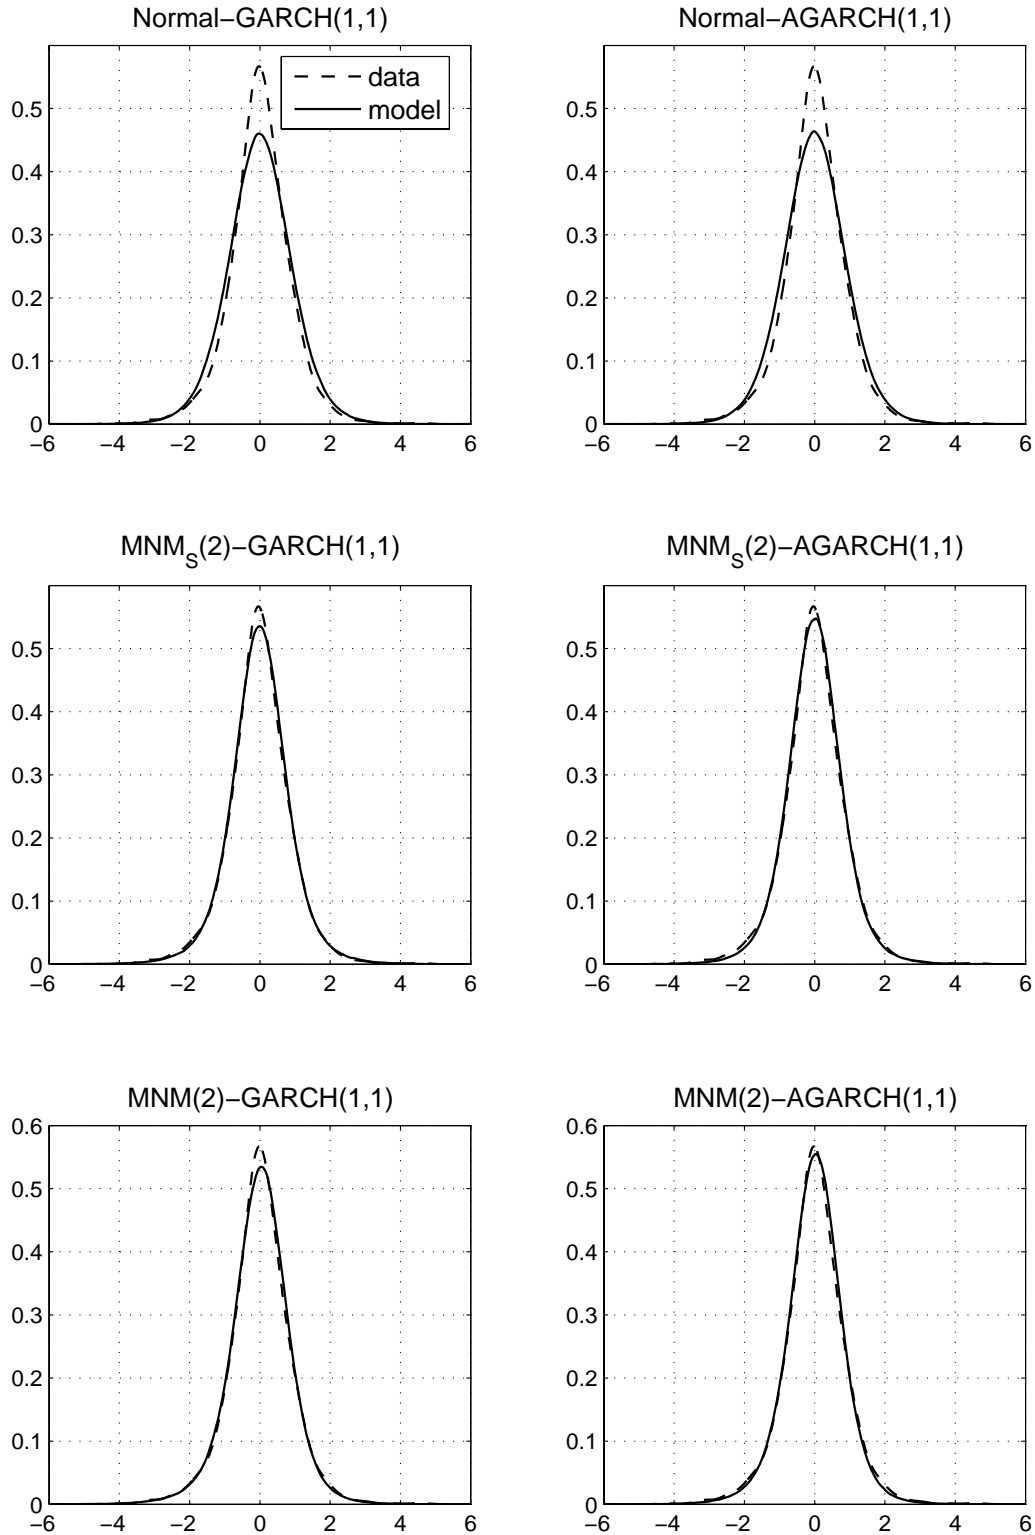 Normal−GARCH(1,1)
data
model
0.5
0.4
0.3
0.2
0.1
0
−6 −4 −2 0 2 4 6
Normal−AGARCH(1,1)
0.5
0.4
0.3
0.2
0.1
0
−6 −4 −2 0 2 4 6
MNM_S(2)−GARCH(1,1)
0.5
0.4
0.3
0.2
0.1
0
−6 −4 −2 0 2 4 6
MNM_S(2)−AGARCH(1,1)
0.5
0.4
0.3
0.2
0.1
0
−6 −4 −2 0 2 4 6
MNM(2)−GARCH(1,1)
0.6
0.5
0.4
0.3
0.2
0.1
0
−6 −4 −2 0 2 4 6
MNM(2)−AGARCH(1,1)
0.6
0.5
0.4
0.3
0.2
0.1
0
−6 −4 −2 0 2 4 6